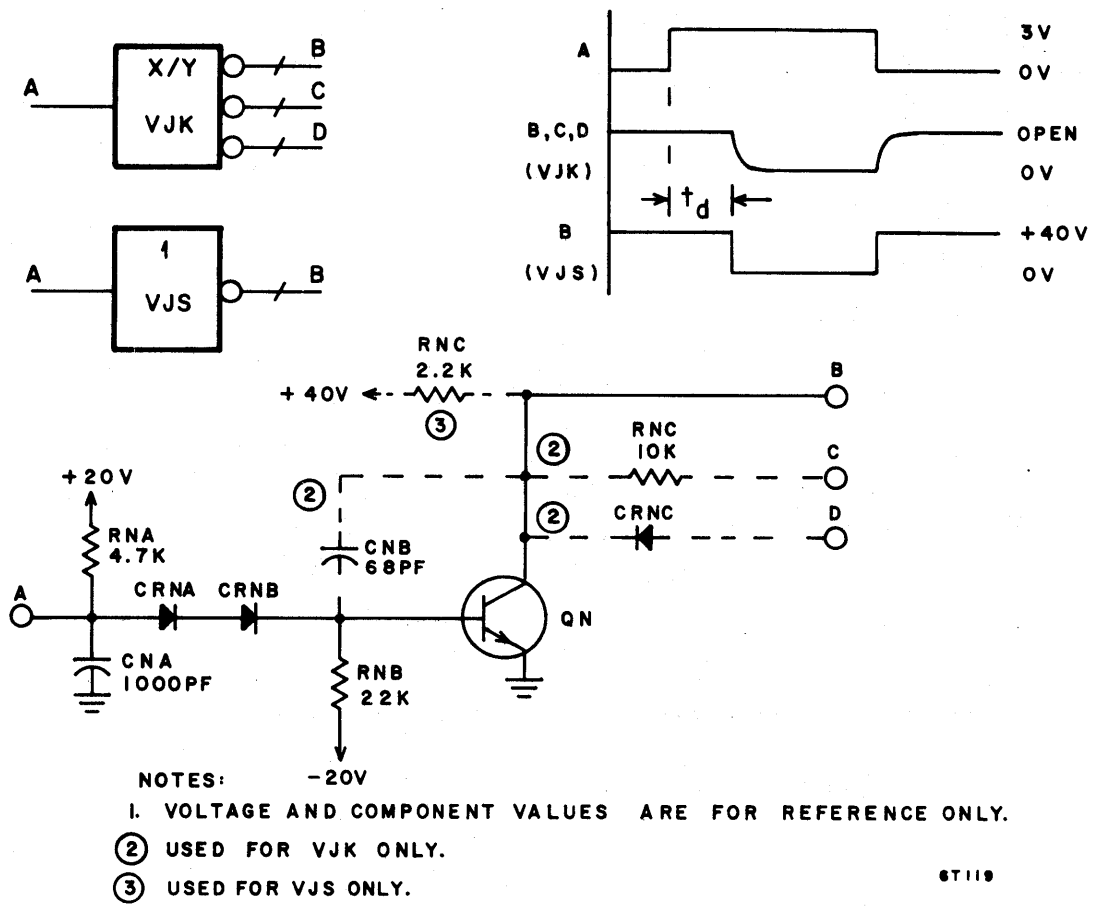 X/Y
VJK
A
B
C
D
1
VJS
A
B
A
3V
0V
B,C,D
(VJK)
OPEN
0V
td
B
(VJS)
+40V
0V
RNC
2.2K
+40V
3
B
2
RNC
10K
C
2
CRNC
D
2
CNB
68PF
+20V
RNA
4.7K
A
CRNA
CRNB
QN
CNA
1000PF
RNB
22K
-20V
NOTES:
1. VOLTAGE AND COMPONENT VALUES ARE FOR REFERENCE ONLY.
2 USED FOR VJK ONLY.
3 USED FOR VJS ONLY.
6T119